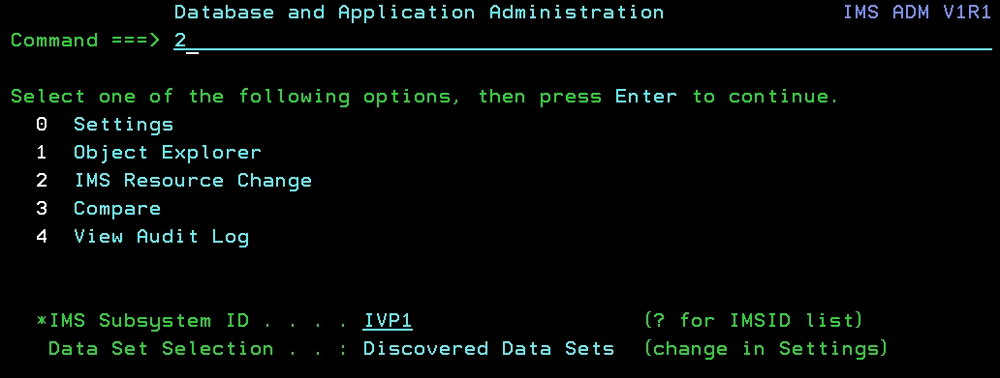 Database and Application Administration IMS ADM V1R1
Command ===> 2_
Select one of the following options, then press Enter to continue.
0 Settings
1 Object Explorer
2 IMS Resource Change
3 Compare
4 View Audit Log
*IMS Subsystem ID . . . . IVP1 (? for IMSID list)
Data Set Selection . . : Discovered Data Sets (change in Settings)